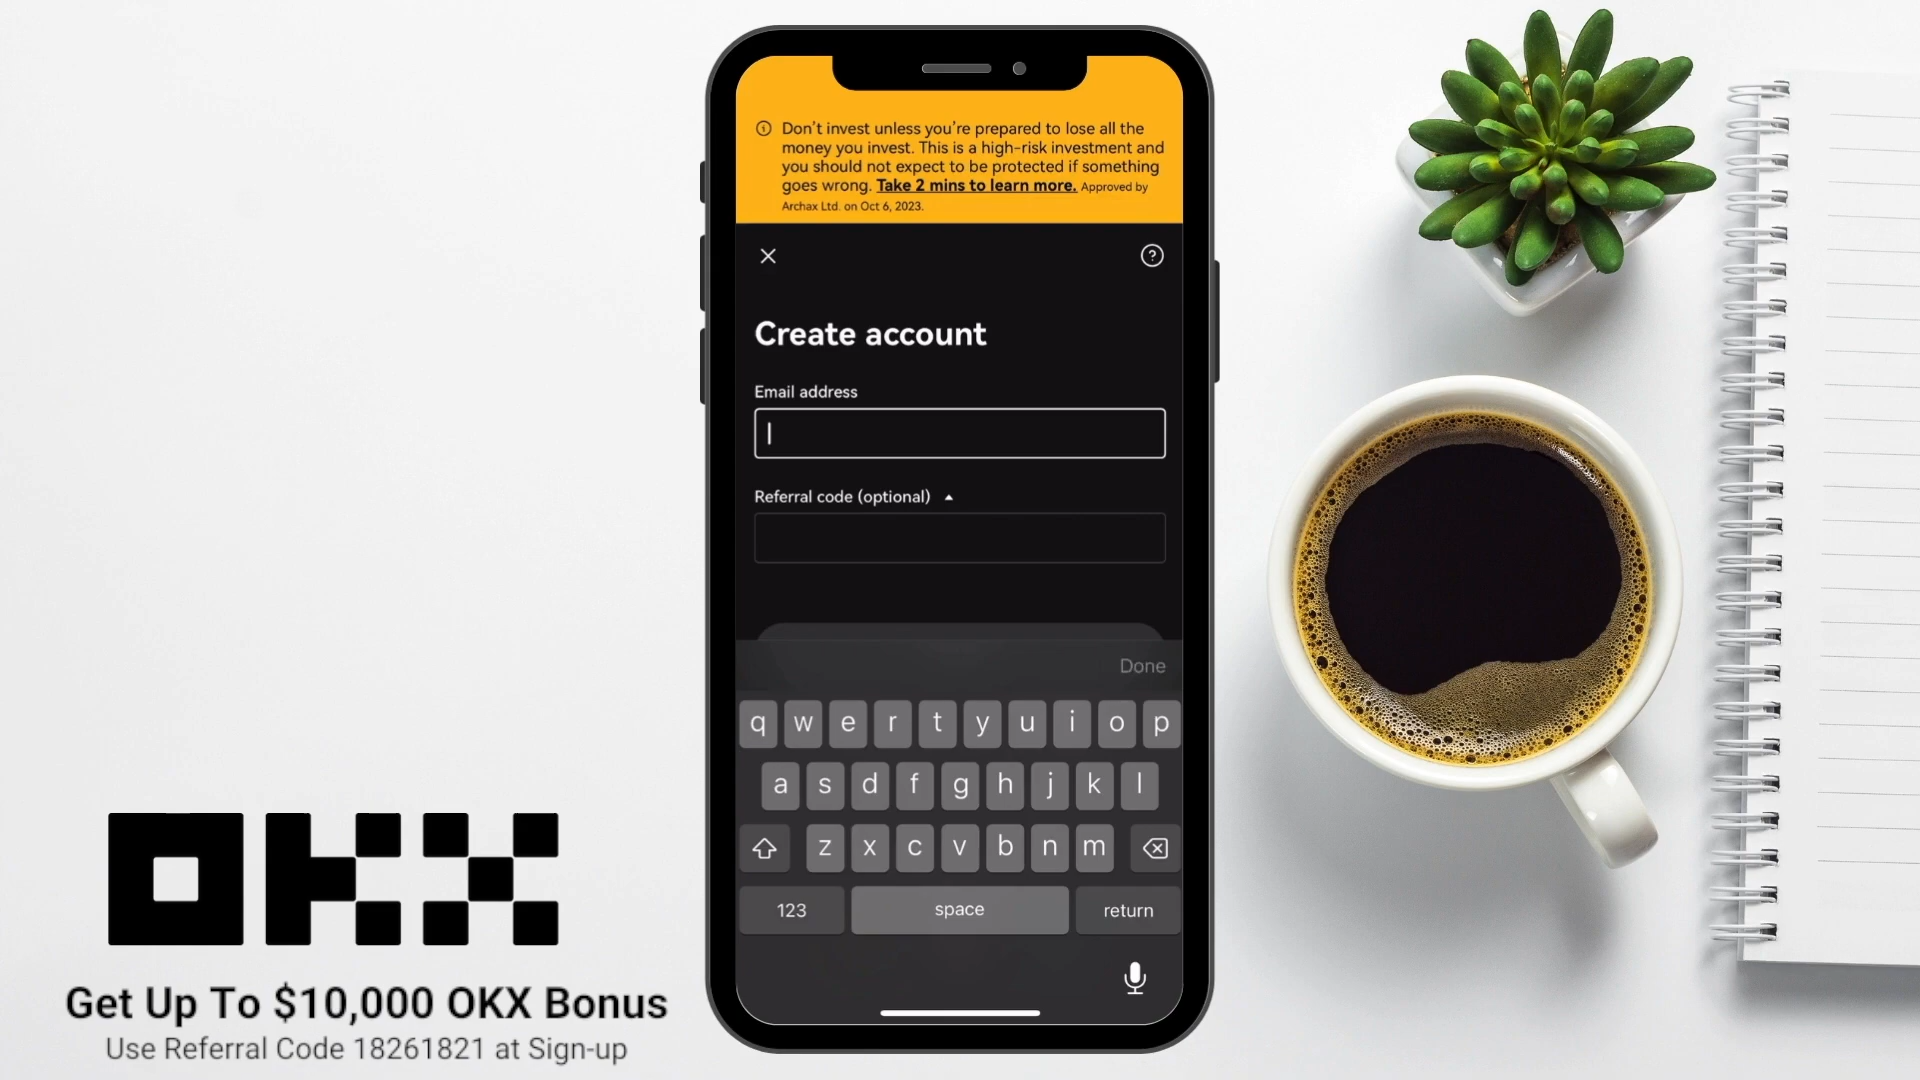 Don't invest unless you're prepared to lose all the
money you invest. This is a high-risk investment and
you should not expect to be protected if something
goes wrong. Take 2 mins to learn more. Approved by
Archax Ltd. on Oct 6, 2023.
Create account
Email address
Referral code (optional)
Done
q w e r t y u i o p
a s d f g h j k l
z x c v b n m
123 space return
OKX
Get Up To $10,000 OKX Bonus
Use Referral Code 18261821 at Sign-up